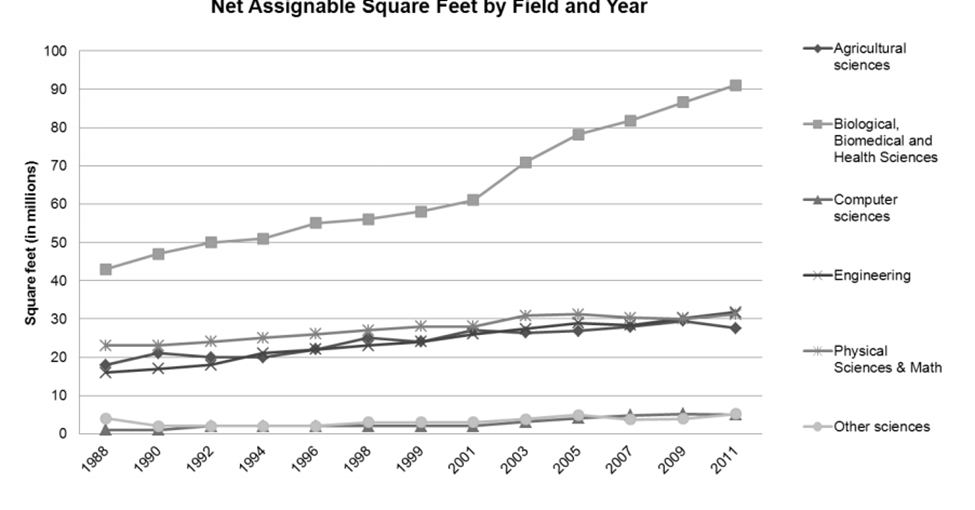 Net Assignable Square Feet by Field and Year
Square feet (in millions)
100
90
80
70
60
50
40
30
20
10
0
1988
1990
1992
1994
1996
1998
1999
2001
2003
2005
2007
2009
2011
Agricultural
sciences
Biological,
Biomedical and
Health Sciences
Computer
sciences
Engineering
Physical
Sciences & Math
Other sciences